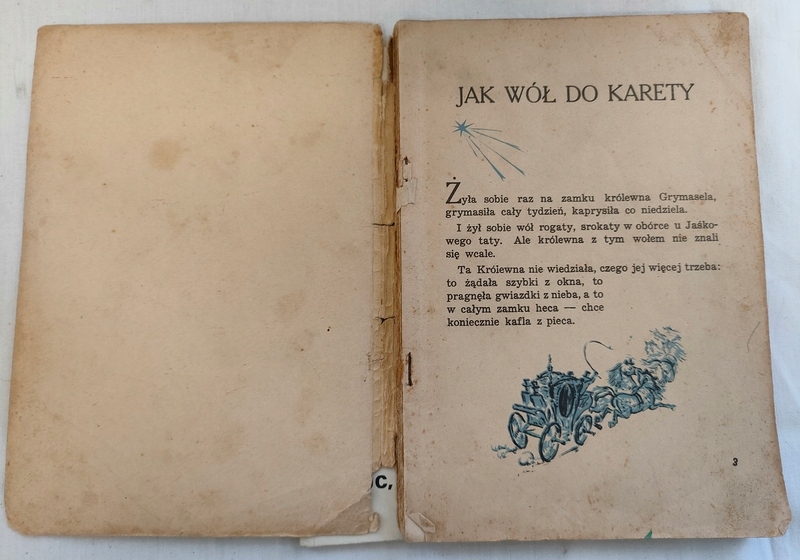 JAK WÓŁ DO KARETY
Żyła sobie raz na zamku królewna Grymasela,
grymasiła cały tydzień, kaprysiła co niedziela.
I żył sobie wół rogaty, srokaty w obórce u Jaśko-
wego taty. Ale królewna z tym wołem nie znali
się wcale.
Ta Królewna nie wiedziała, czego jej więcej trzeba:
to żądała szybki z okna, to
pragnęła gwiazdki z nieba, a to
w całym zamku heca — chce
koniecznie kafla z pieca.
3